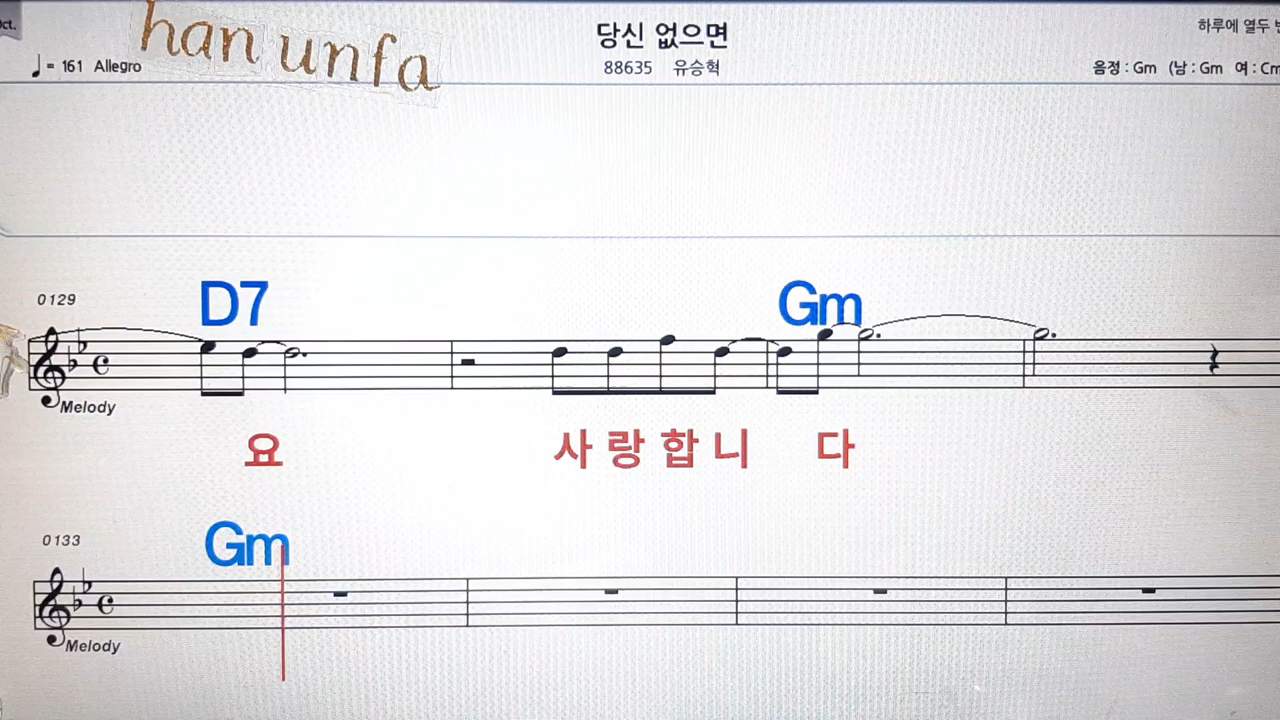 han unfa
당신 없으면
하루에 열두
♩= 161 Allegro
88635 유승혁
음정 : Gm (남 : Gm 여 : Cm
0129
D7
Gm
Melody
요 사랑합니 다
0133
Gm
Melody